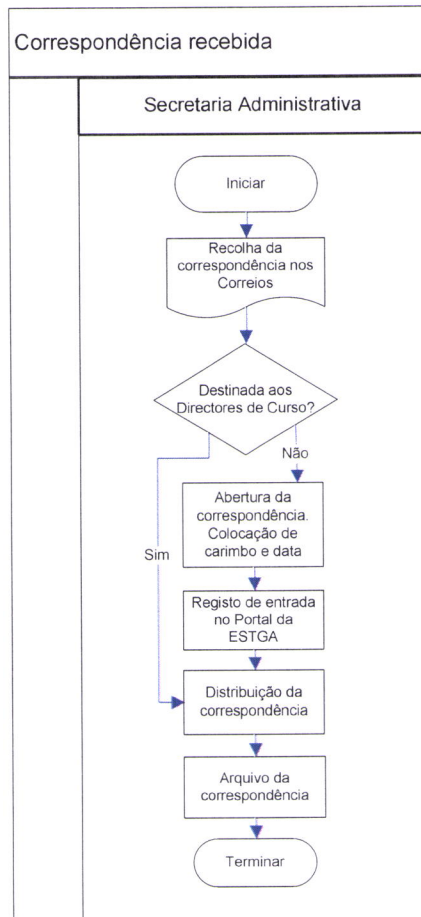 Correspondência recebida
Secretaria Administrativa
Iniciar
Recolha da
correspondência nos
Correios
Destinada aos
Directores de Curso?
Não
Abertura da
correspondência.
Colocação de
carimbo e data
Sim
Registo de entrada
no Portal da
ESTGA
Distribuição da
correspondência
Arquivo da
correspondência
Terminar